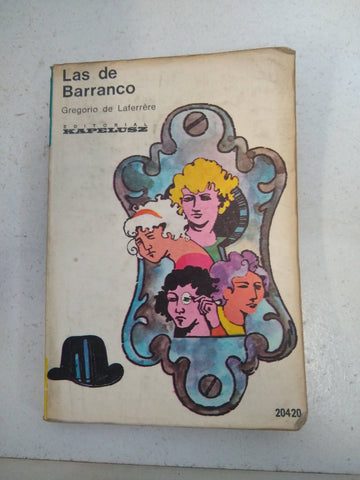 Las de
Barranco
Gregorio de Laferrère
EDITORIAL
KAPELUSZ
20420